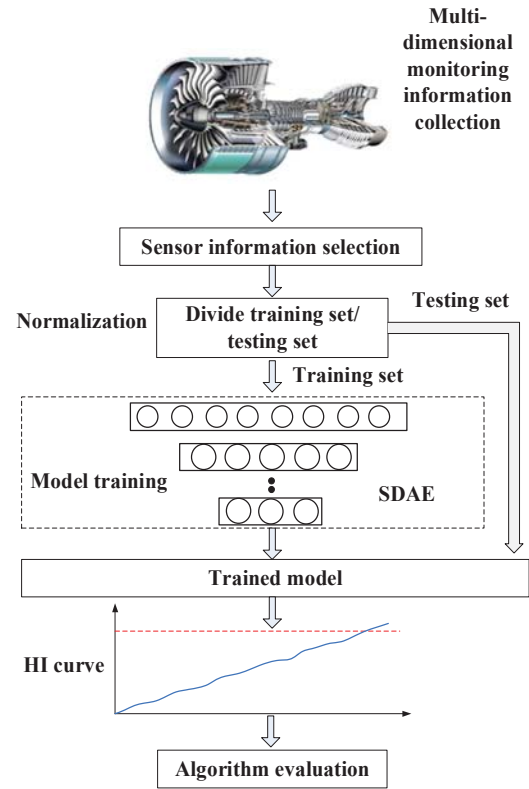 Multi-
dimensional
monitoring
information
collection
Sensor information selection
Testing set
Normalization
Divide training set/
testing set
Training set
Model training
SDAE
Trained model
HI curve
Algorithm evaluation